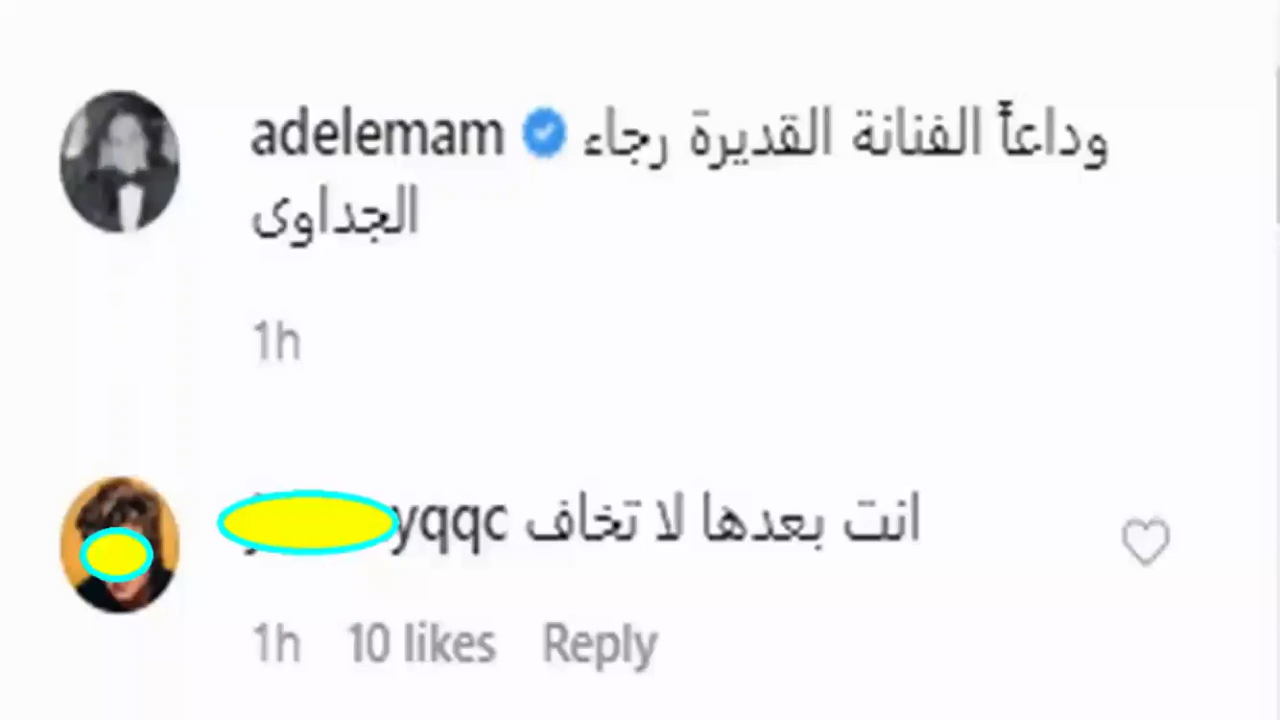 adelemam وداعاً الفنانة القديرة رجاء
الجداوى
1h
yqqc انت بعدها لا تخاف
1h 10 likes Reply